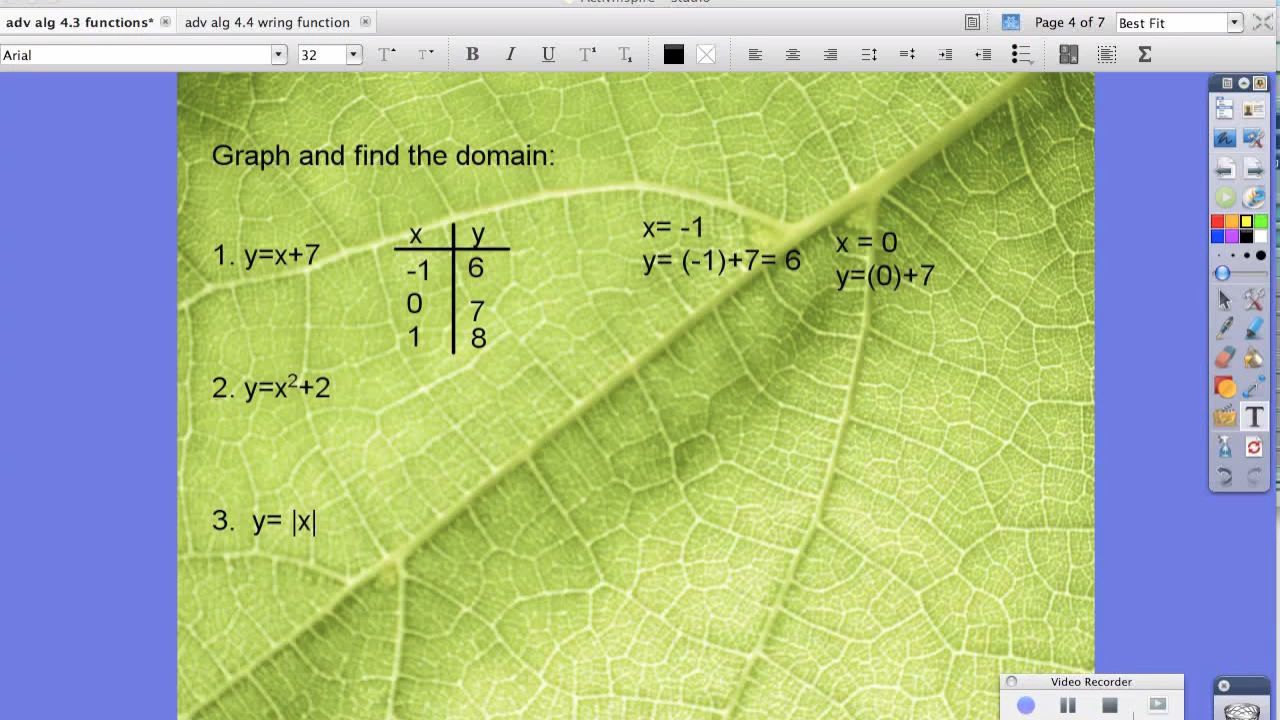 adv alg 4.3 functions* adv alg 4.4 wring function Page 4 of 7 Best Fit
Arial 32 T T B I U T¹ T₁ Σ
Graph and find the domain:
1. y=x+7
x y
-1 6
0 7
1 8
x= -1
y= (-1)+7= 6
x = 0
y=(0)+7
2. y=x²+2
3. y= |x|
T
Video Recorder